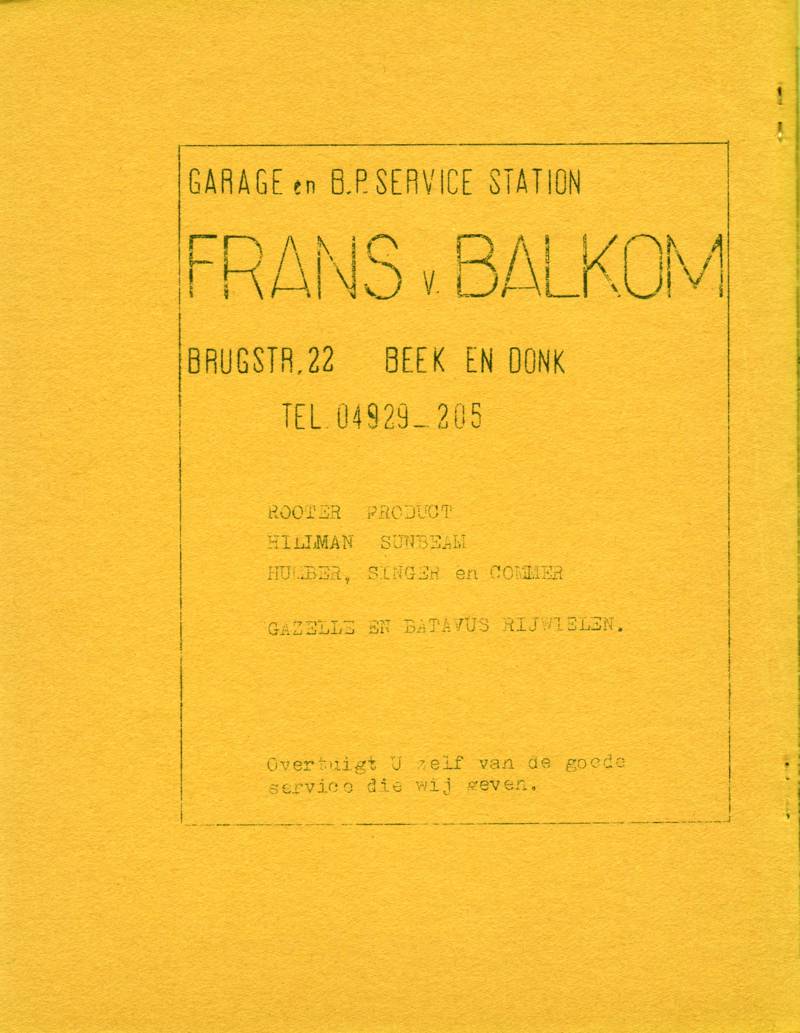 GARAGE en B.P. SERVICE STATION
FRANS v. BALKOM
BRUGSTR. 22 BEEK EN DONK
TEL. 04929_205
ROOTER PRODUCT
HILLMAN SUNBEAM
HULBER, SINGER en COMMER
GAZELLE EN BATAVUS RIJWIELEN.
Overtuigt U zelf van de goede
service die wij geven.